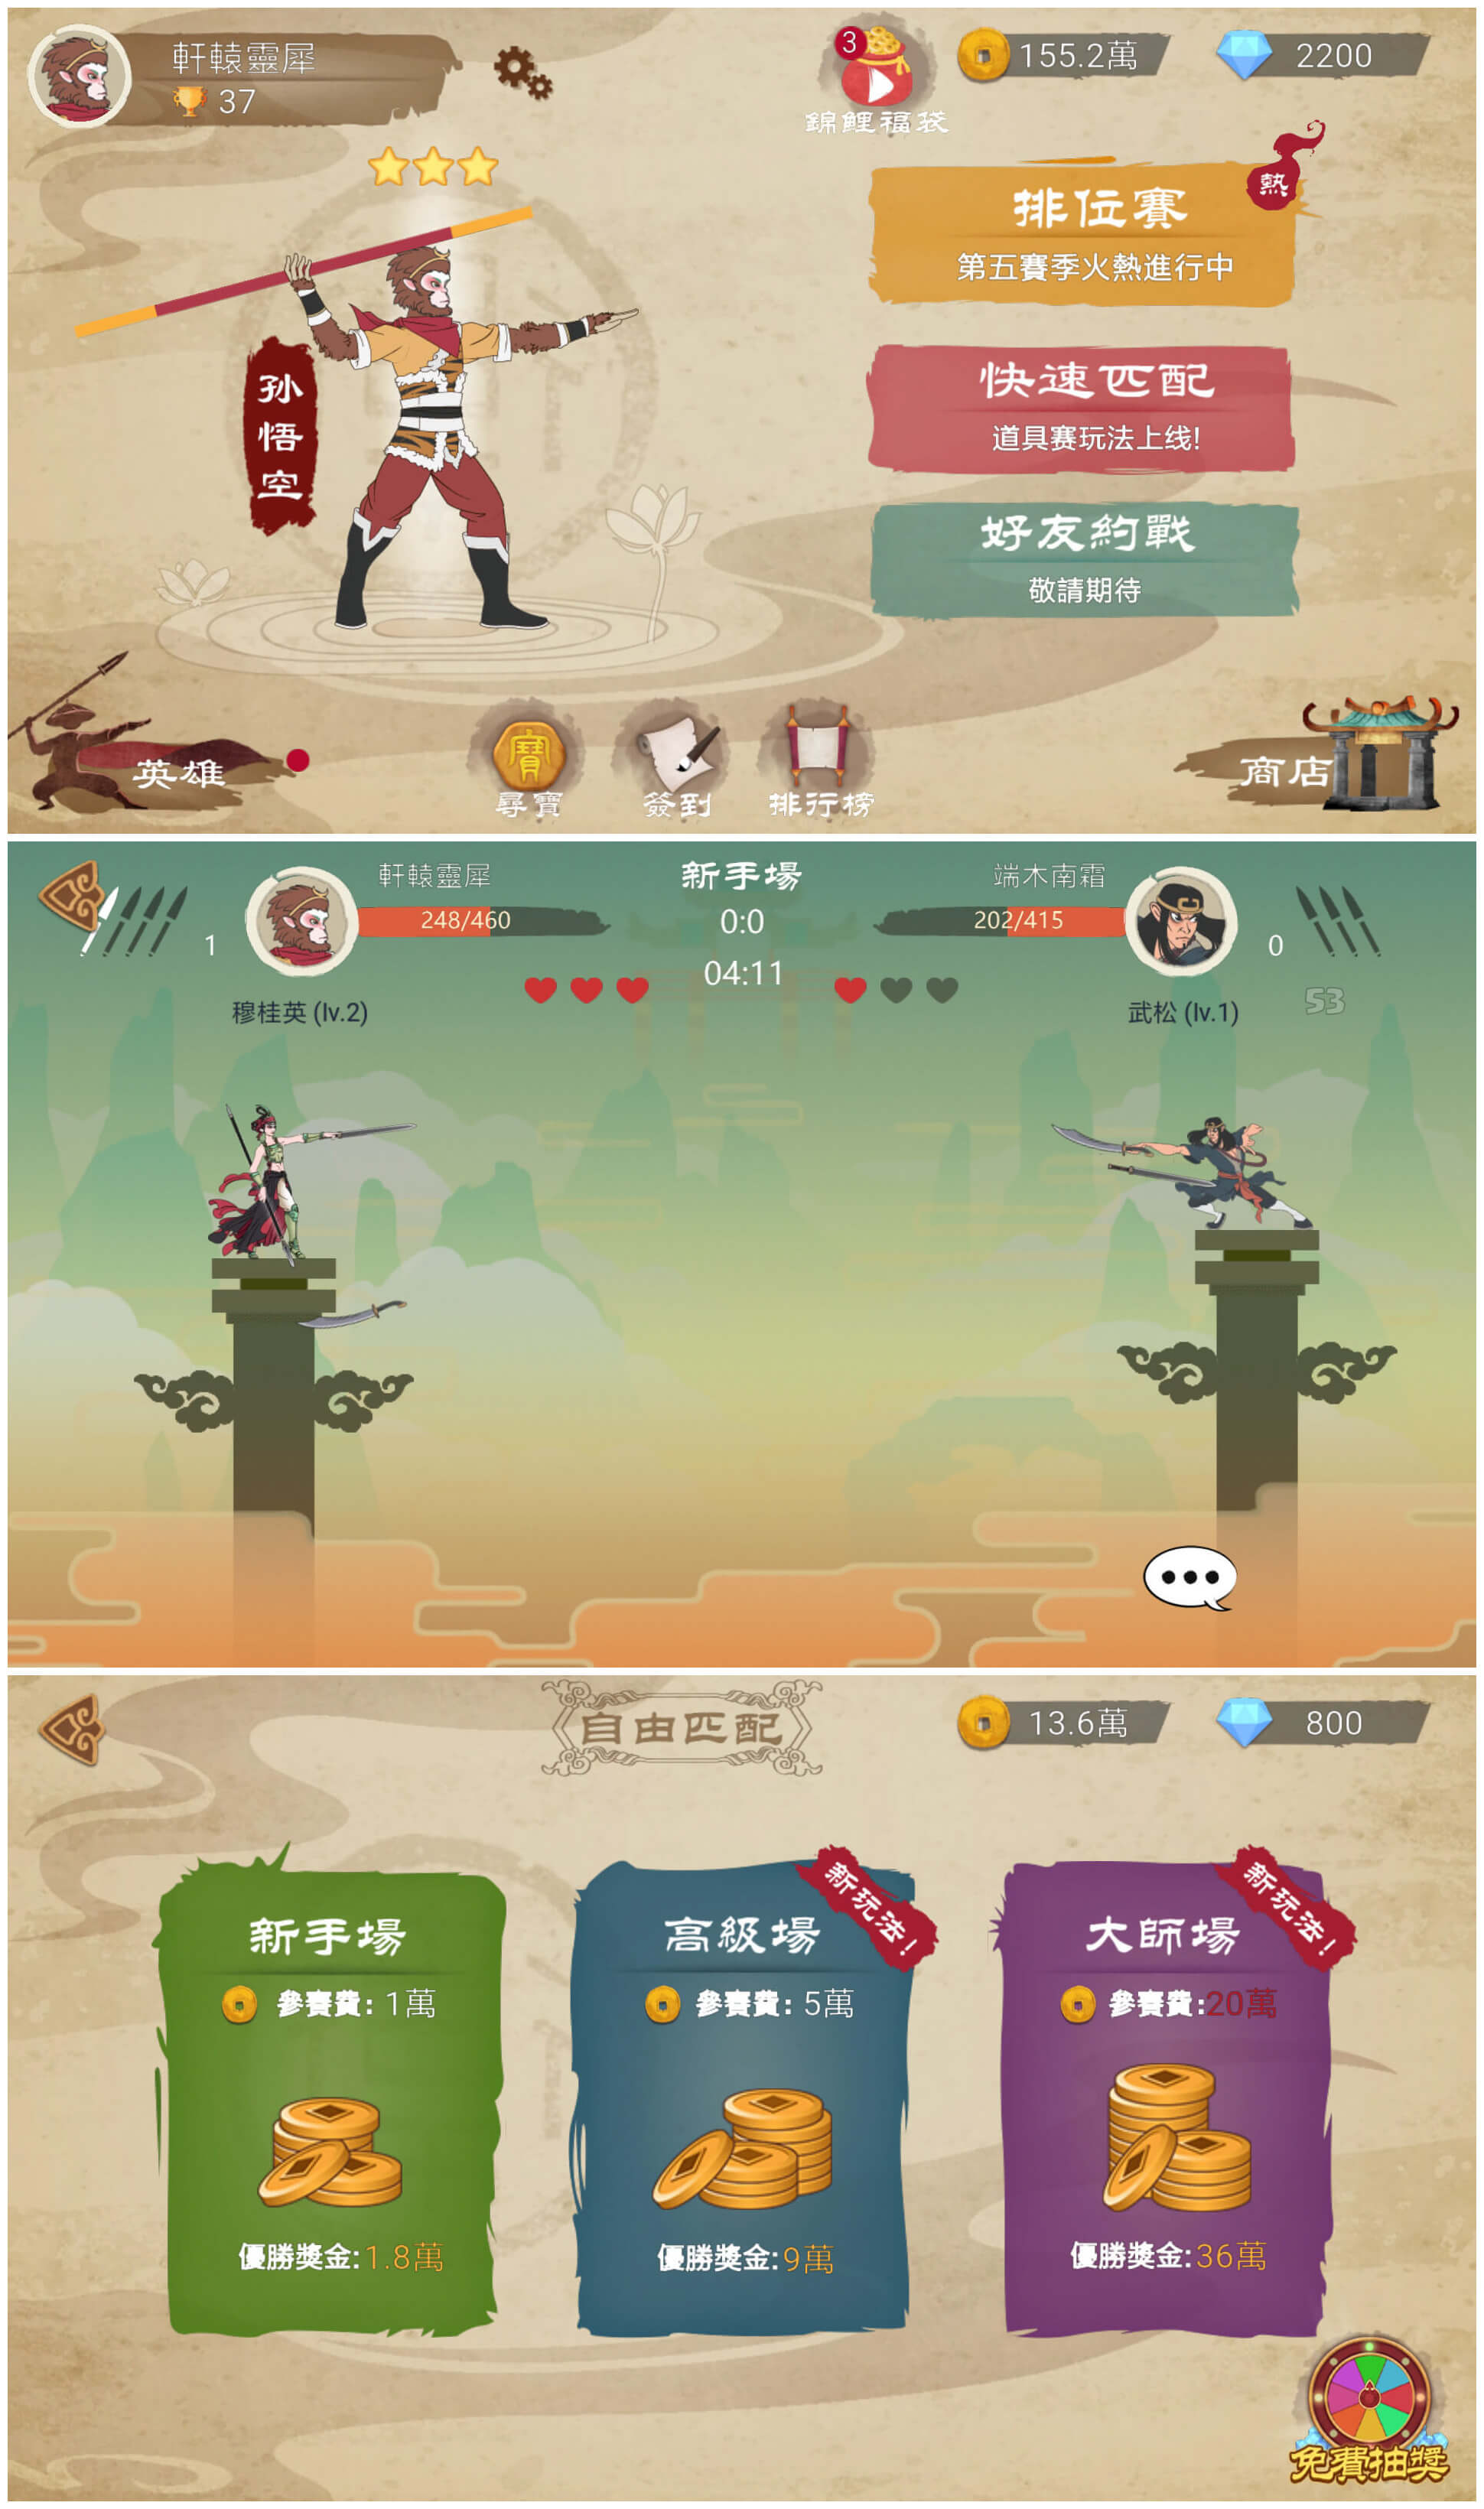 軒轅靈犀
37
3
錦鯉福袋
155.2萬
2200
排位賽
熱
第五賽季火熱進行中
快速匹配
道具赛玩法上线!
好友約戰
敬請期待
孙悟空
英雄
尋寶
寶
簽到
排行榜
商店
軒轅靈犀
新手場
端木南霜
248/460
0:0
202/415
1
04:11
0
穆桂英 (lv.2)
武松 (lv.1)
53
自由匹配
13.6萬
800
新手場
參賽費: 1萬
優勝獎金:1.8萬
高級場
新玩法!
參賽費: 5萬
優勝獎金:9萬
大師場
新玩法!
參賽費:20萬
優勝獎金:36萬
免費抽獎